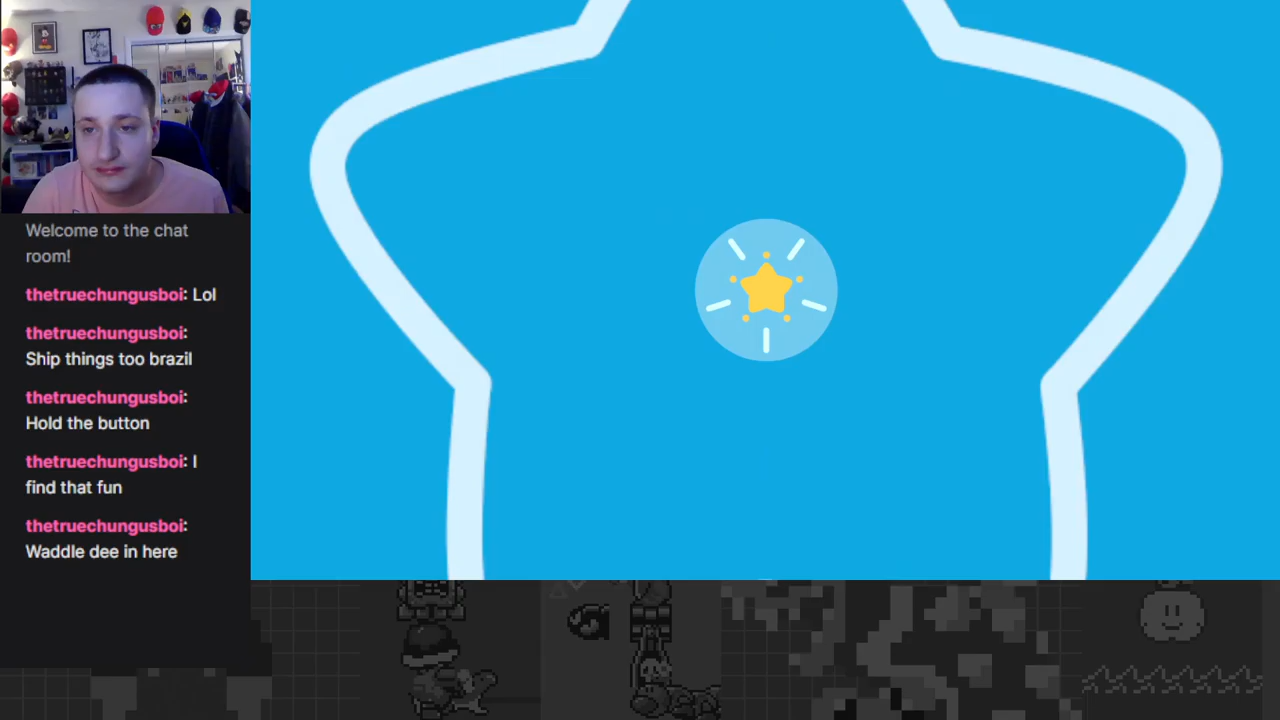 Welcome to the chat
room!
thetruechungusboi: Lol
thetruechungusboi:
Ship things too brazil
thetruechungusboi:
Hold the button
thetruechungusboi: I
find that fun
thetruechungusboi:
Waddle dee in here